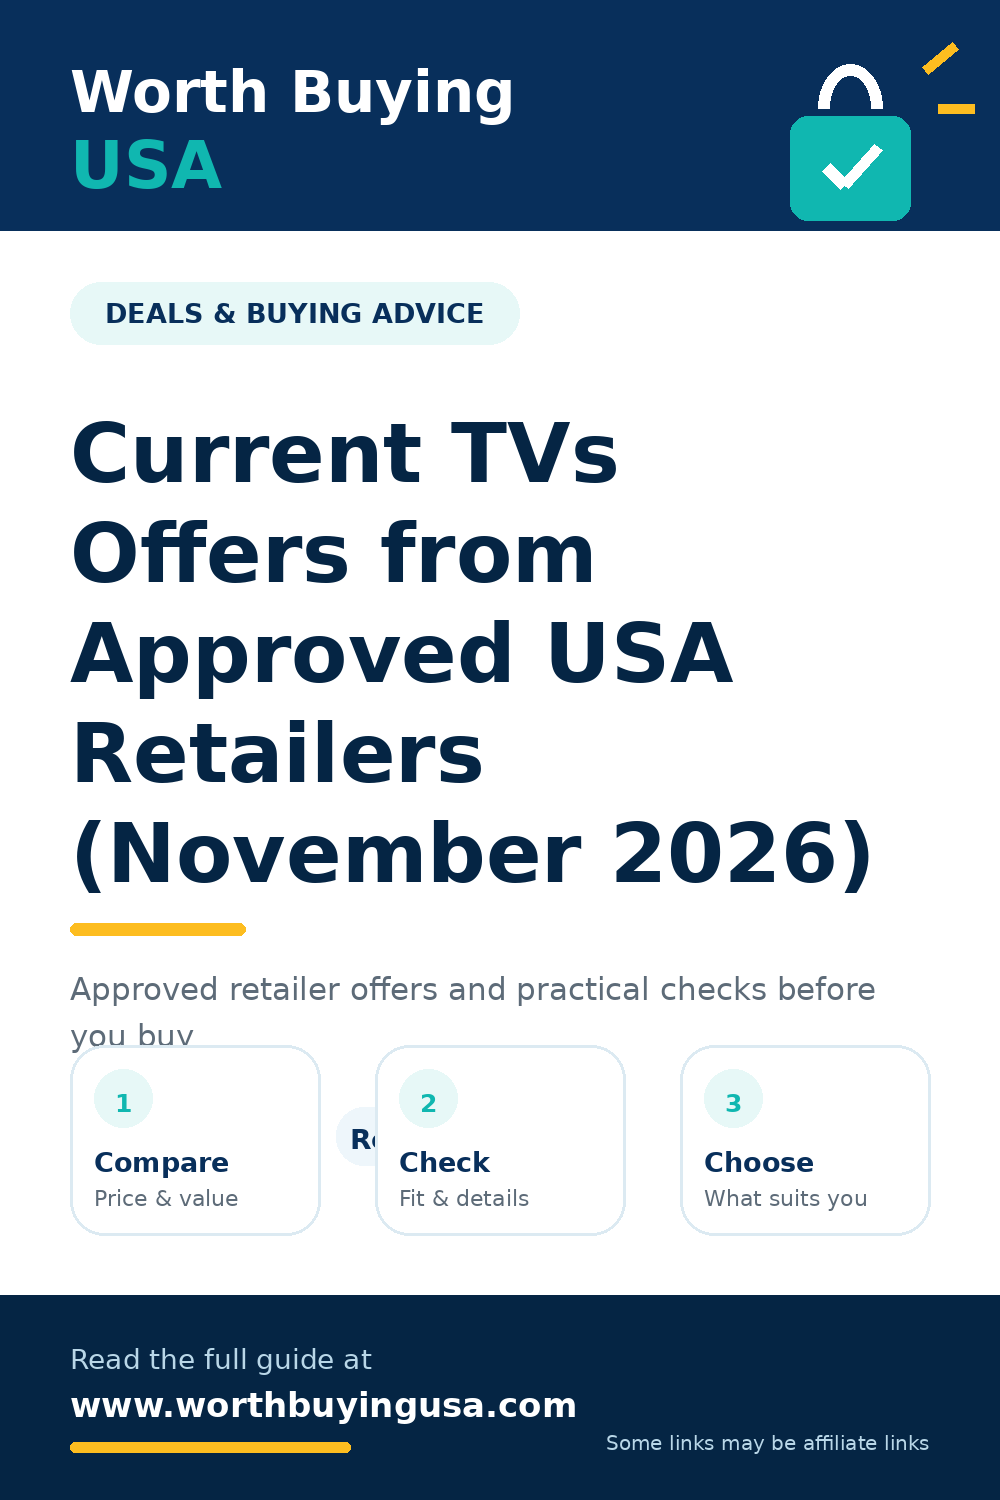 Worth Buying
USA
DEALS & BUYING ADVICE
Current TVs
Offers from
Approved USA
Retailers
(November 2026)
Approved retailer offers and practical checks before
you buy
1
Compare
Price & value
2
Check
Fit & details
3
Choose
What suits you
Read the full guide at
www.worthbuyingusa.com
Some links may be affiliate links